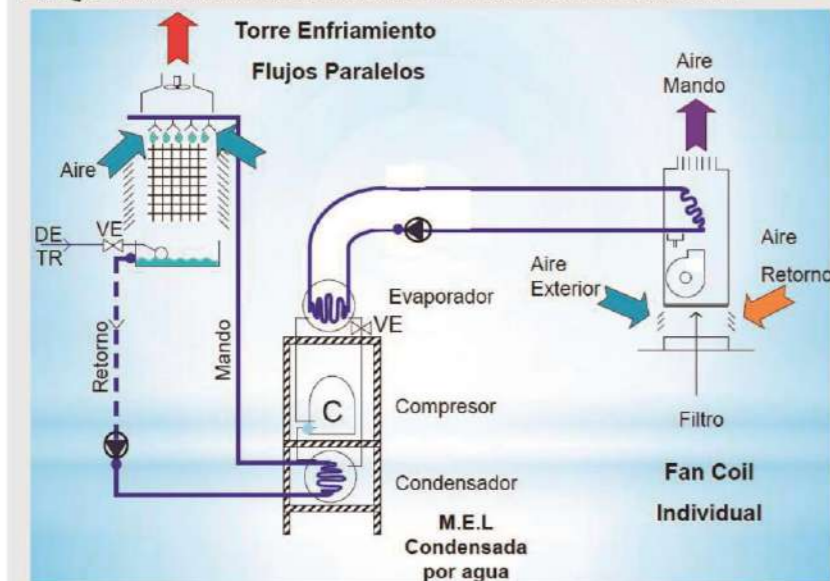 Torre Enfriamiento
Flujos Paralelos
Aire
Mando
Aire
DE
VE
TR
Retorno
Mando
Evaporador
VE
Aire
Exterior
Aire
Retorno
C
Compresor
Filtro
Condensador
Fan Coil
Individual
M.E.L
Condensada
por agua